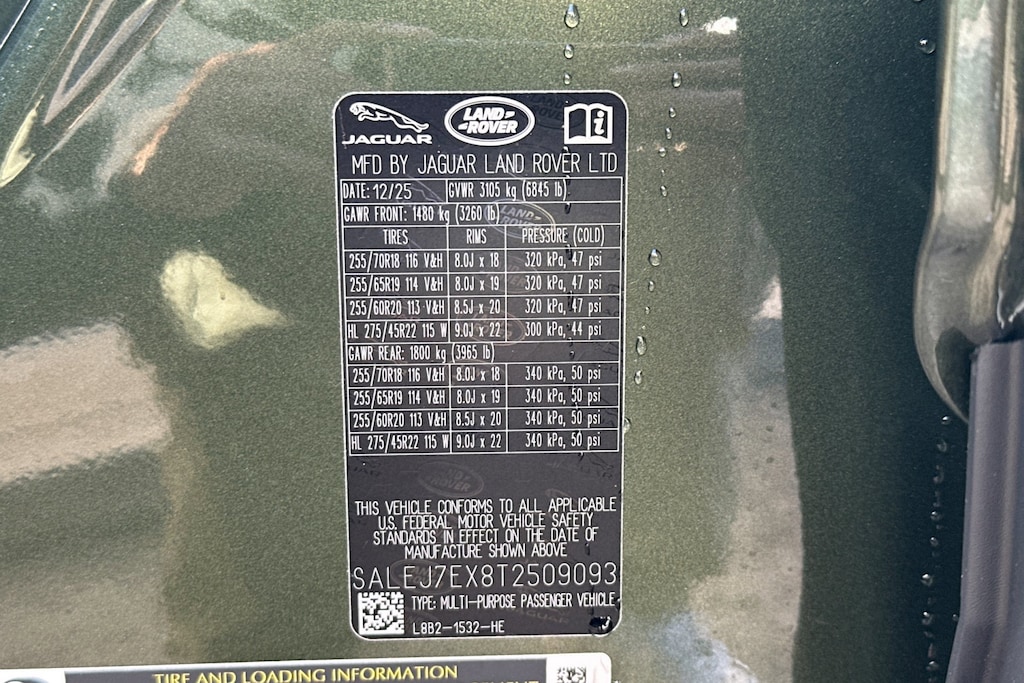 JAGUAR LAND-ROVER i
MFD BY JAGUAR LAND ROVER LTD
DATE: 12/25 GVWR 3105 kg (6845 lb)
GAWR FRONT: 1480 kg (3260 lb)
TIRES RIMS PRESSURE (COLD)
255/70R18 116 V&H 8.0J x 18 320 kPa, 47 psi
255/65R19 114 V&H 8.0J x 19 320 kPa, 47 psi
255/60R20 113 V&H 8.5J x 20 320 kPa, 47 psi
HL 275/45R22 115 W 9.0J x 22 300 kPa, 44 psi
GAWR REAR: 1800 kg (3965 lb)
255/70R18 116 V&H 8.0J x 18 340 kPa, 50 psi
255/65R19 114 V&H 8.0J x 19 340 kPa, 50 psi
255/60R20 113 V&H 8.5J x 20 340 kPa, 50 psi
HL 275/45R22 115 W 9.0J x 22 340 kPa, 50 psi
THIS VEHICLE CONFORMS TO ALL APPLICABLE
U.S. FEDERAL MOTOR VEHICLE SAFETY
STANDARDS IN EFFECT ON THE DATE OF
MANUFACTURE SHOWN ABOVE
SALEJ7EX8T2509093
TYPE: MULTI-PURPOSE PASSENGER VEHICLE
L8B2-1532-HE
TIRE AND LOADING INFORMATION